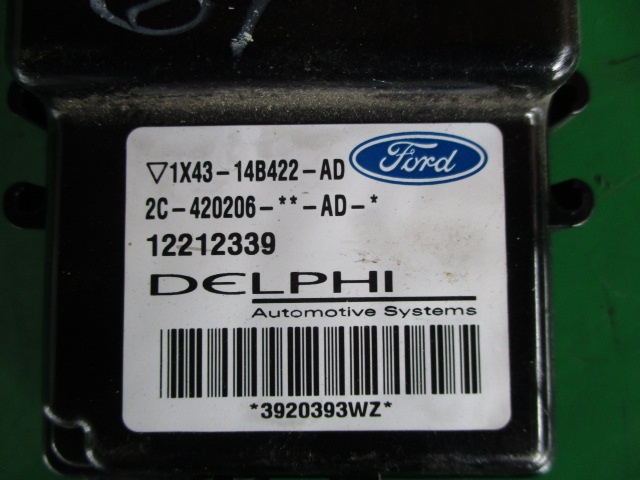 ▽1X43-14B422-AD Ford
2C-420206-**-AD-*
12212339
DELPHI
Automotive Systems
*3920393WZ*